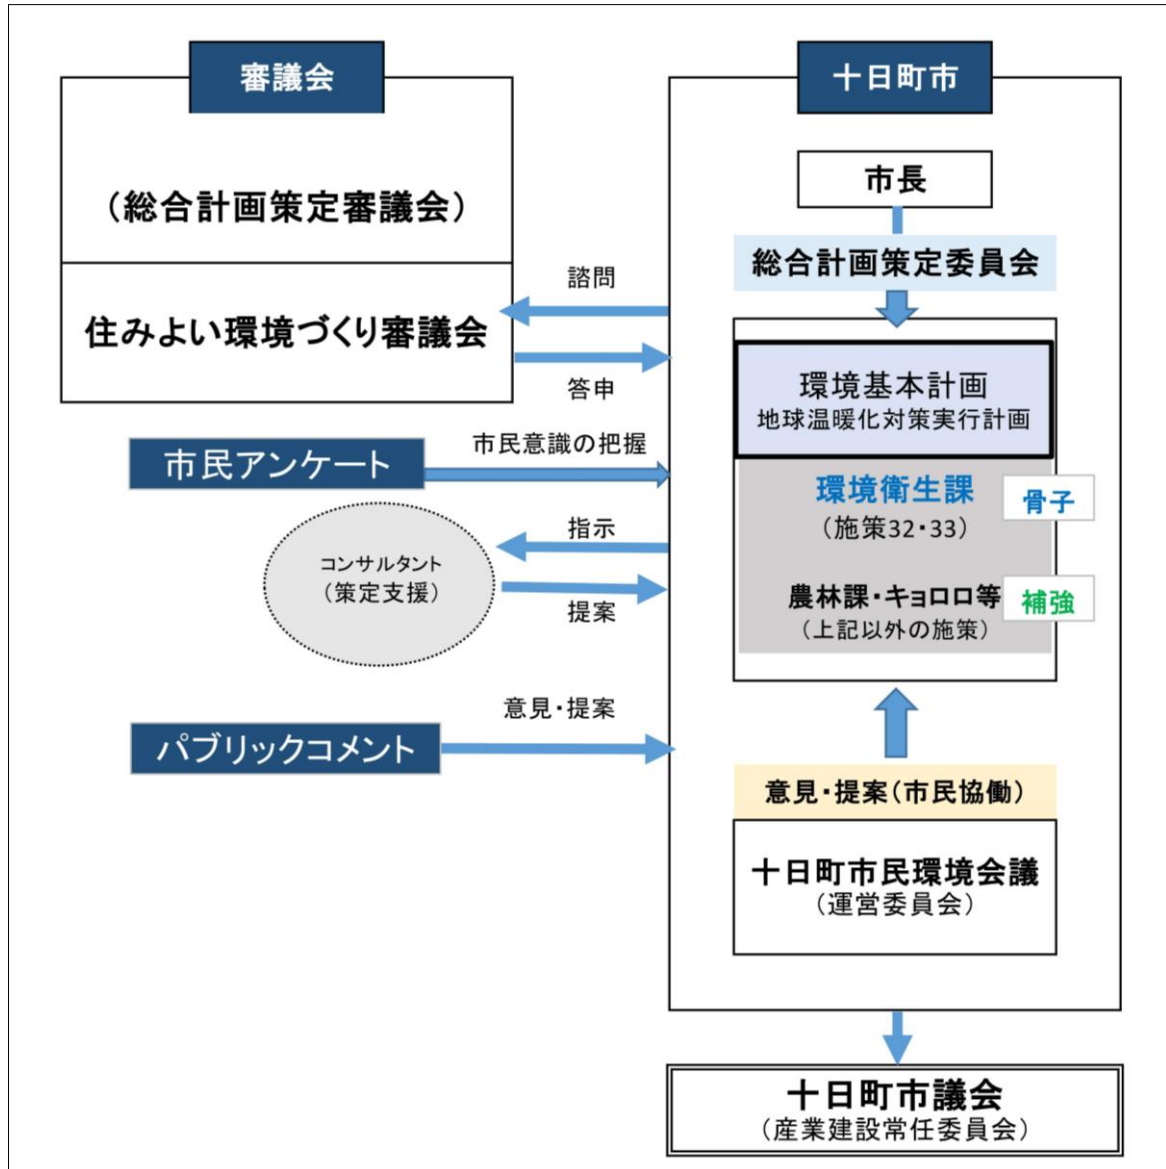 審議会
(総合計画策定審議会)
住みよい環境づくり審議会
諮問
答申
市民アンケート
市民意識の把握
コンサルタント
(策定支援)
指示
提案
パブリックコメント
意見・提案
十日町市
市長
総合計画策定委員会
環境基本計画
地球温暖化対策実行計画
環境衛生課
(施策32・33)
骨子
農林課・キョロロ等
(上記以外の施策)
補強
意見・提案(市民協働)
十日町市民環境会議
(運営委員会)
十日町市議会
(産業建設常任委員会)